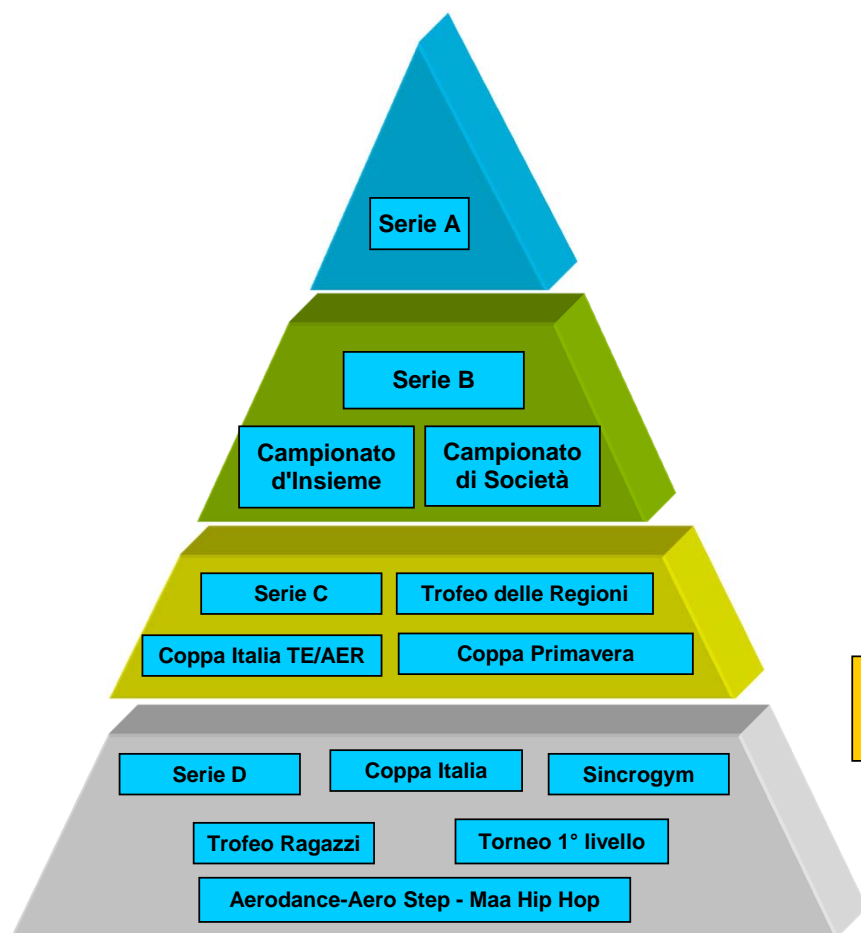 Serie A
Serie B
Campionato
d'Insieme
Campionato
di Società
Serie C
Trofeo delle Regioni
Coppa Italia TE/AER
Coppa Primavera
Serie D
Coppa Italia
Sincrogym
Trofeo Ragazzi
Torneo 1° livello
Aerodance-Aero Step - Maa Hip Hop